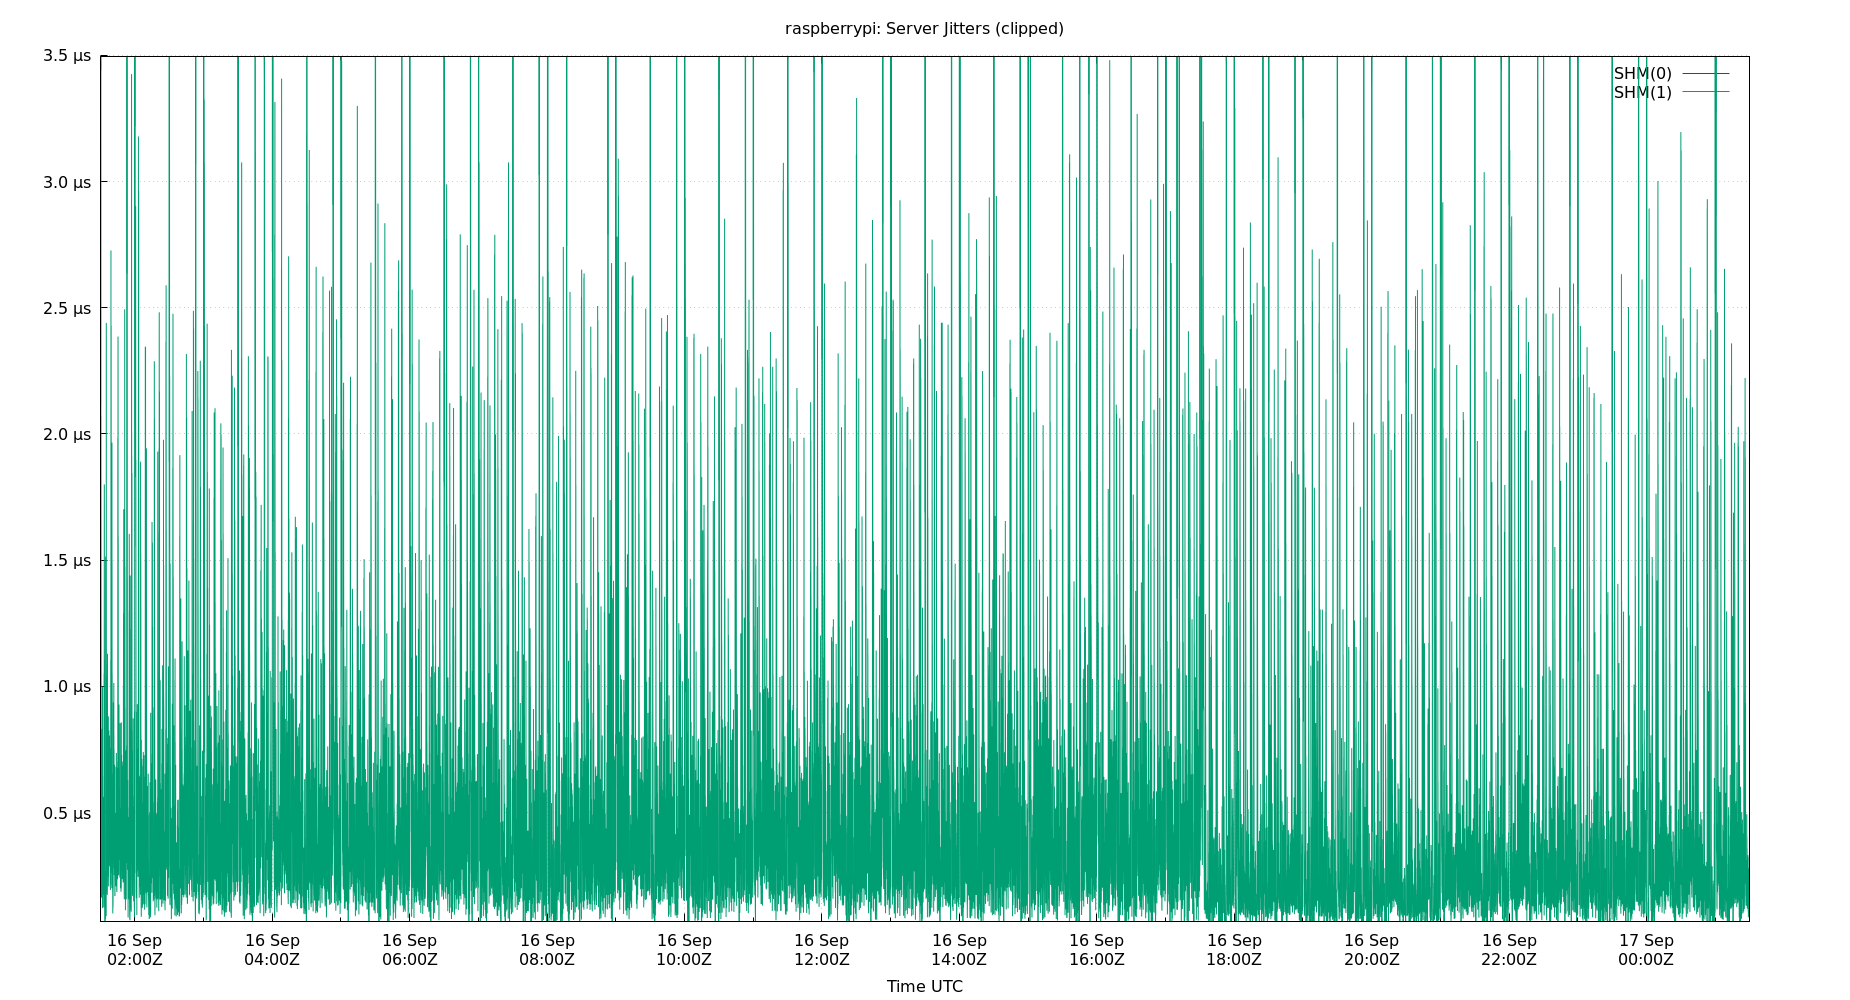 raspberrypi: Server Jitters (clipped)
3.5 μs
3.0 μs
2.5 μs
2.0 μs
1.5 μs
1.0 μs
0.5 μs
SHM(0)
SHM(1)
16 Sep 16 Sep 16 Sep 16 Sep 16 Sep 16 Sep 16 Sep 16 Sep 16 Sep 16 Sep 16 Sep 17 Sep
02:00Z 04:00Z 06:00Z 08:00Z 10:00Z 12:00Z 14:00Z 16:00Z 18:00Z 20:00Z 22:00Z 00:00Z
Time UTC